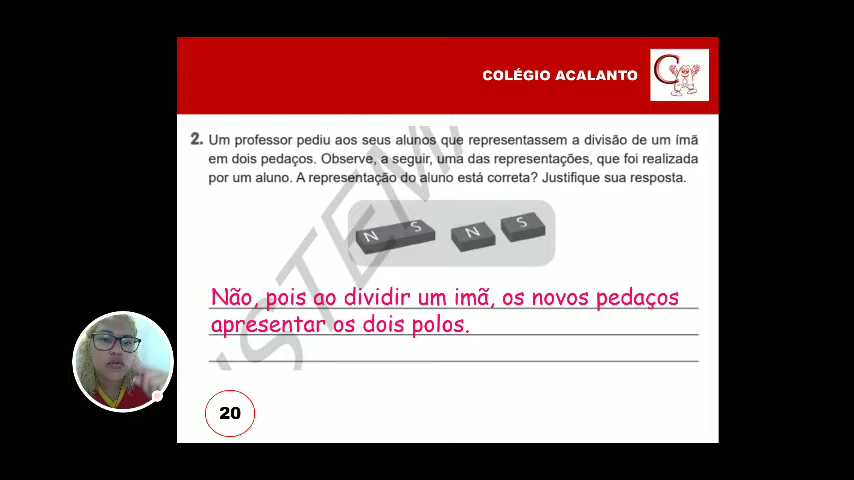 COLÉGIO ACALANTO
C
2. Um professor pediu aos seus alunos que representassem a divisão de um ímã
em dois pedaços. Observe, a seguir, uma das representações, que foi realizada
por um aluno. A representação do aluno está correta? Justifique sua resposta.
N S N S
Não, pois ao dividir um imã, os novos pedaços
apresentar os dois polos.
20